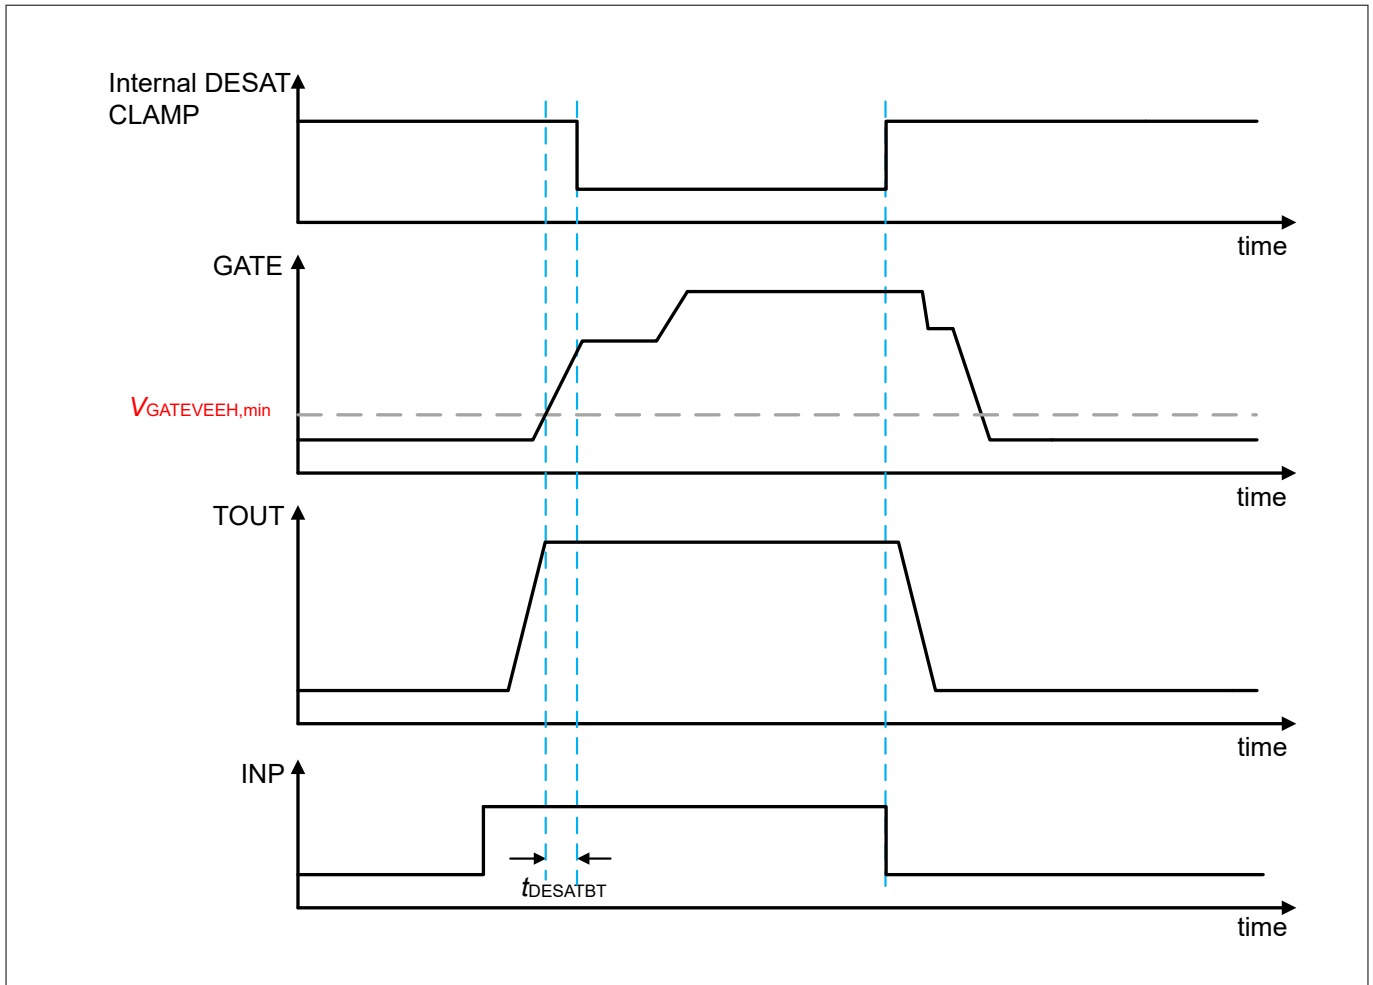 Internal DESAT
CLAMP
time
GATE
VGATEVEEH,min
time
TOUT
time
INP
tDESATBT
time